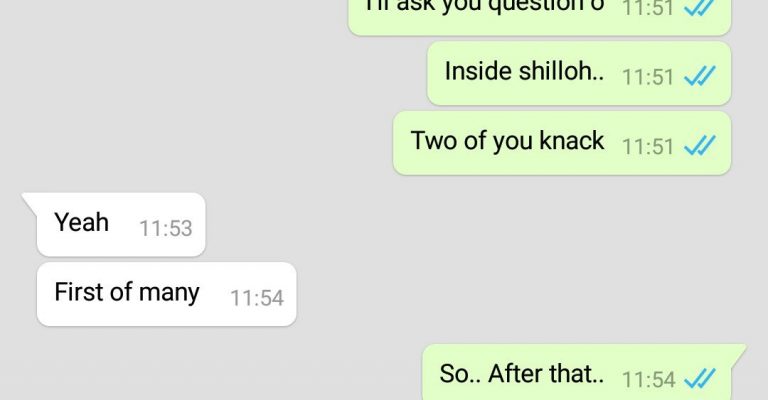 I'll ask you question o 11:51
Inside shilloh.. 11:51
Two of you knack 11:51
Yeah 11:53
First of many 11:54
So.. After that.. 11:54